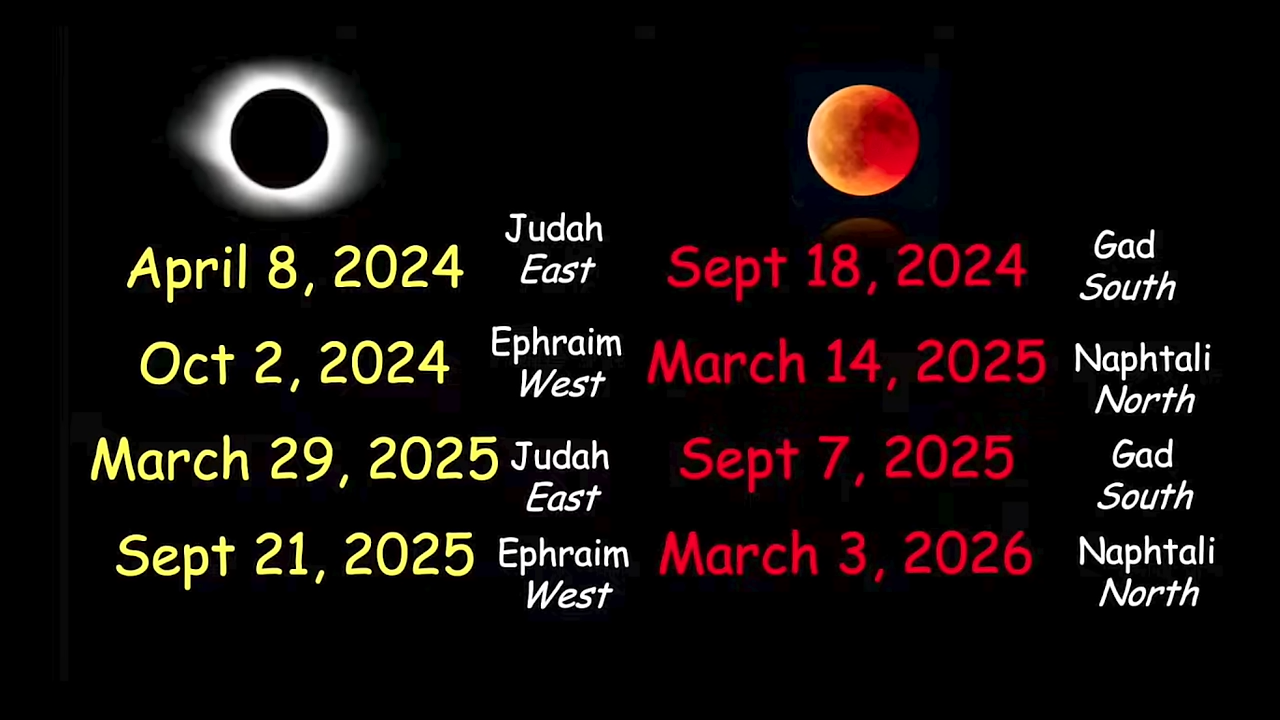 April 8, 2024
Judah
East
Sept 18, 2024
Gad
South
Oct 2, 2024
Ephraim
West
March 14, 2025
Naphtali
North
March 29, 2025
Judah
East
Sept 7, 2025
Gad
South
Sept 21, 2025
Ephraim
West
March 3, 2026
Naphtali
North